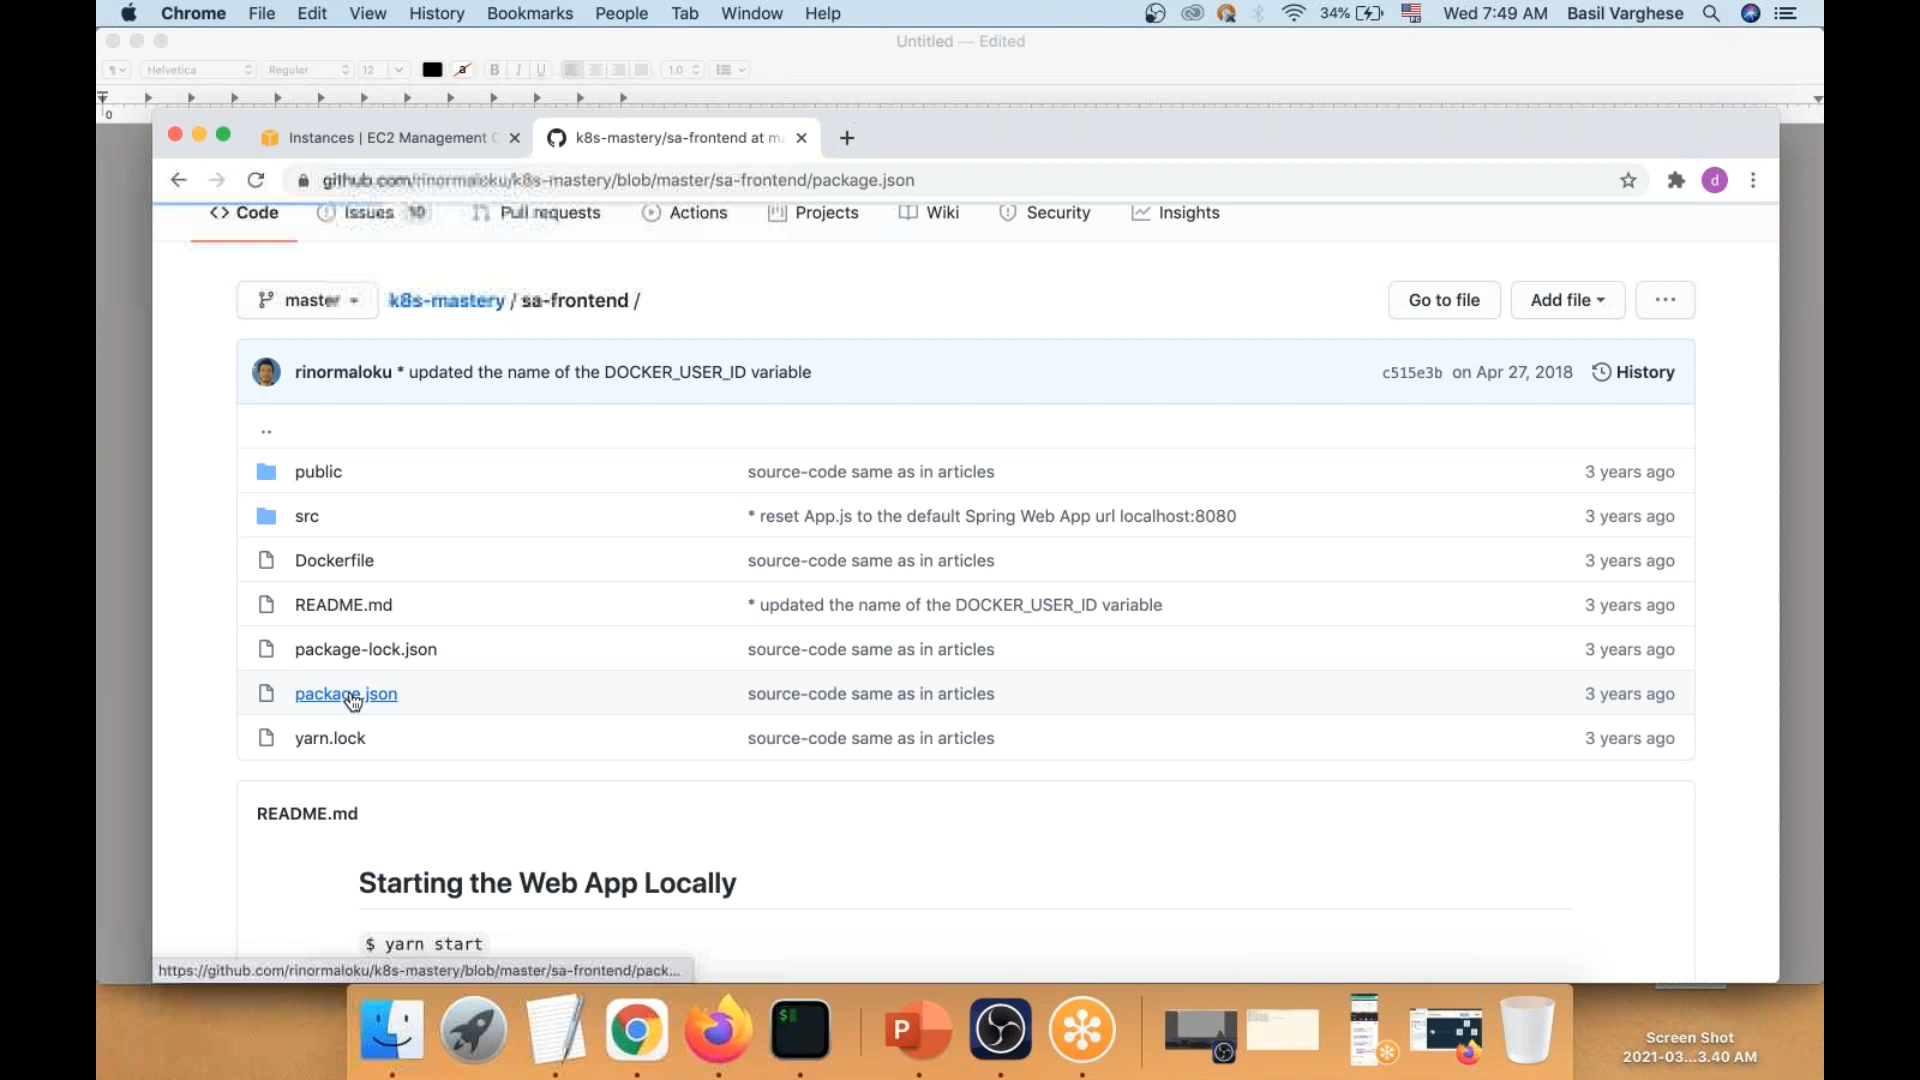 Chrome File Edit View History Bookmarks People Tab Window Help 34% Wed 7:49 AM Basil Varghese
Untitled — Edited
Helvetica Regular 12 a B I U 1.0
0
Instances | EC2 Management C k8s-mastery/sa-frontend at ma
github.com/rinormaloku/k8s-mastery/blob/master/sa-frontend/package.json d
Code Issues 10 Pull requests Actions Projects Wiki Security Insights
master k8s-mastery / sa-frontend / Go to file Add file ...
rinormaloku * updated the name of the DOCKER_USER_ID variable c515e3b on Apr 27, 2018 History
..
public source-code same as in articles 3 years ago
src * reset App.js to the default Spring Web App url localhost:8080 3 years ago
Dockerfile source-code same as in articles 3 years ago
README.md * updated the name of the DOCKER_USER_ID variable 3 years ago
package-lock.json source-code same as in articles 3 years ago
package.json source-code same as in articles 3 years ago
yarn.lock source-code same as in articles 3 years ago
README.md
Starting the Web App Locally
$ yarn start
https://github.com/rinormaloku/k8s-mastery/blob/master/sa-frontend/pack...
$
P
Screen Shot
2021-03...3.40 AM